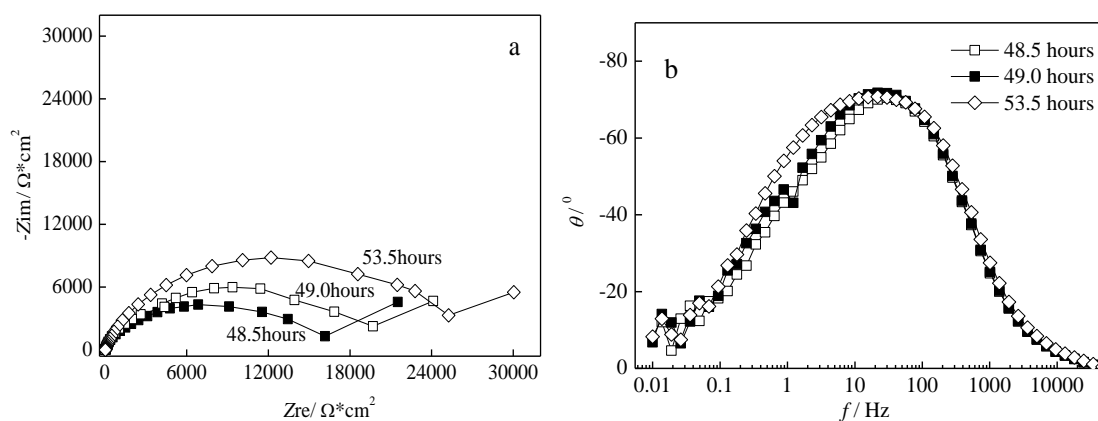 a
30000
24000
18000
12000
6000
0
-Zim/ Ω*cm²
53.5hours
49.0hours
48.5hours
0 6000 12000 18000 24000 30000
Zre/ Ω*cm²
b
48.5 hours
49.0 hours
53.5 hours
-80
-60
-40
-20
0
θ/ ⁰
0.01 0.1 1 10 100 1000 10000
f / Hz